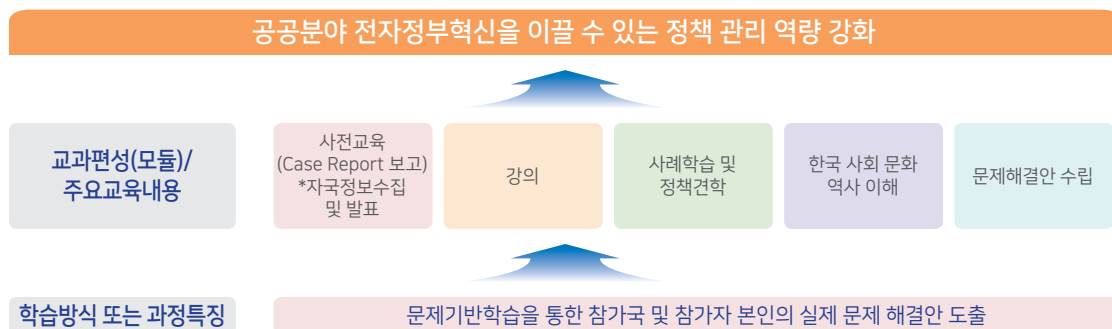 공공분야 전자정부혁신을 이끌 수 있는 정책 관리 역량 강화
교과편성(모듈)/
주요교육내용
사전교육
(Case Report 보고)
*자국정보수집
및 발표
강의
사례학습 및
정책견학
한국 사회 문화
역사 이해
문제해결안 수립
학습방식 또는 과정특징
문제기반학습을 통한 참가국 및 참가자 본인의 실제 문제 해결안 도출